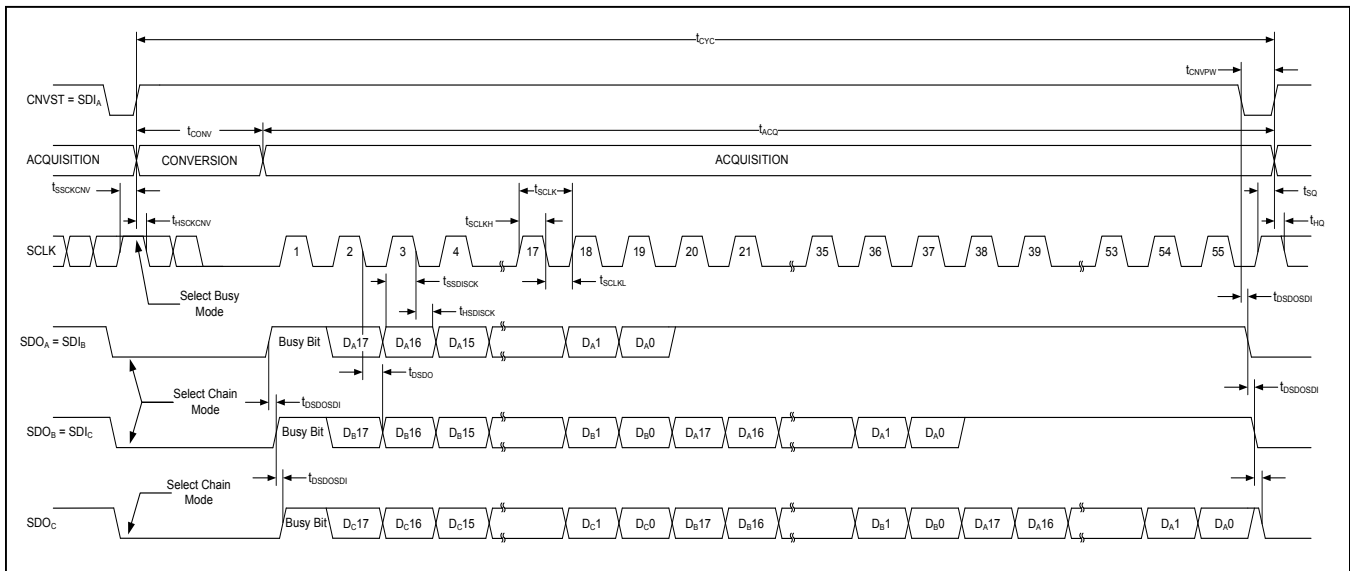 tCYC
tCNVPW
CNVST = SDIA
tCONV
tACQ
ACQUISITION
CONVERSION
ACQUISITION
tSSCKCNV
tHSCKCNV
tSCLK
tSCLKH
tSQ
tHQ
SCLK
1 2 3 4 17 18 19 20 21 35 36 37 38 39 53 54 55
Select Busy
Mode
tSSDISCK
tSCLKL
tHSDISCK
tDSDOSDI
SDOA = SDIB
Busy Bit DA17 DA16 DA15 DA1 DA0
tDSDO
Select Chain
Mode
tDSDOSDI
tDSDOSDI
SDOB = SDIC
Busy Bit DB17 DB16 DB15 DB1 DB0 DA17 DA16 DA1 DA0
tDSDOSDI
Select Chain
Mode
SDOC
Busy Bit DC17 DC16 DC15 DC1 DC0 DB17 DB16 DB1 DB0 DA17 DA16 DA1 DA0